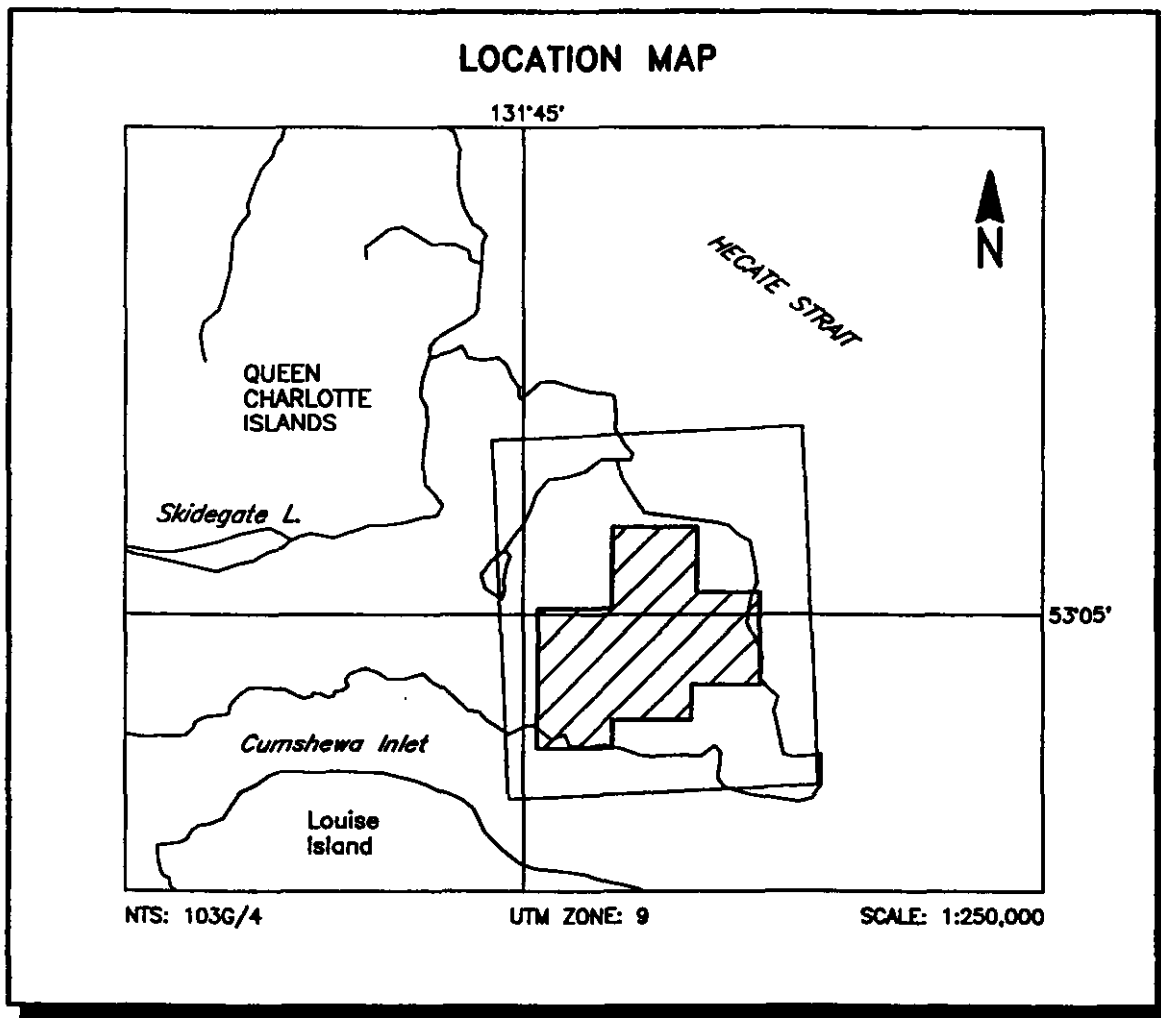 LOCATION MAP
131°45'
N
HECATE STRAIT
QUEEN
CHARLOTTE
ISLANDS
Skidegate L.
53°05'
Cumshewa Inlet
Louise
Island
NTS: 103G/4
UTM ZONE: 9
SCALE: 1:250,000